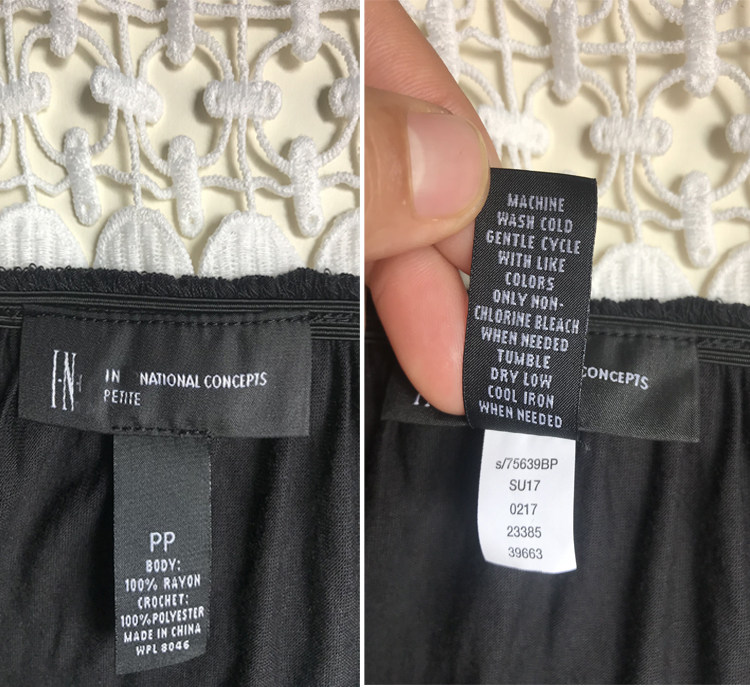 IN NATIONAL CONCEPTS
PETITE
PP
BODY:
100% RAYON
CROCHET:
100% POLYESTER
MADE IN CHINA
WPL 8046
MACHINE
WASH COLD
GENTLE CYCLE
WITH LIKE
COLORS
ONLY NON-
CHLORINE BLEACH
WHEN NEEDED
TUMBLE
DRY LOW
COOL IRON
WHEN NEEDED
CONCEPTS
s/75639BP
SU17
0217
23385
39663